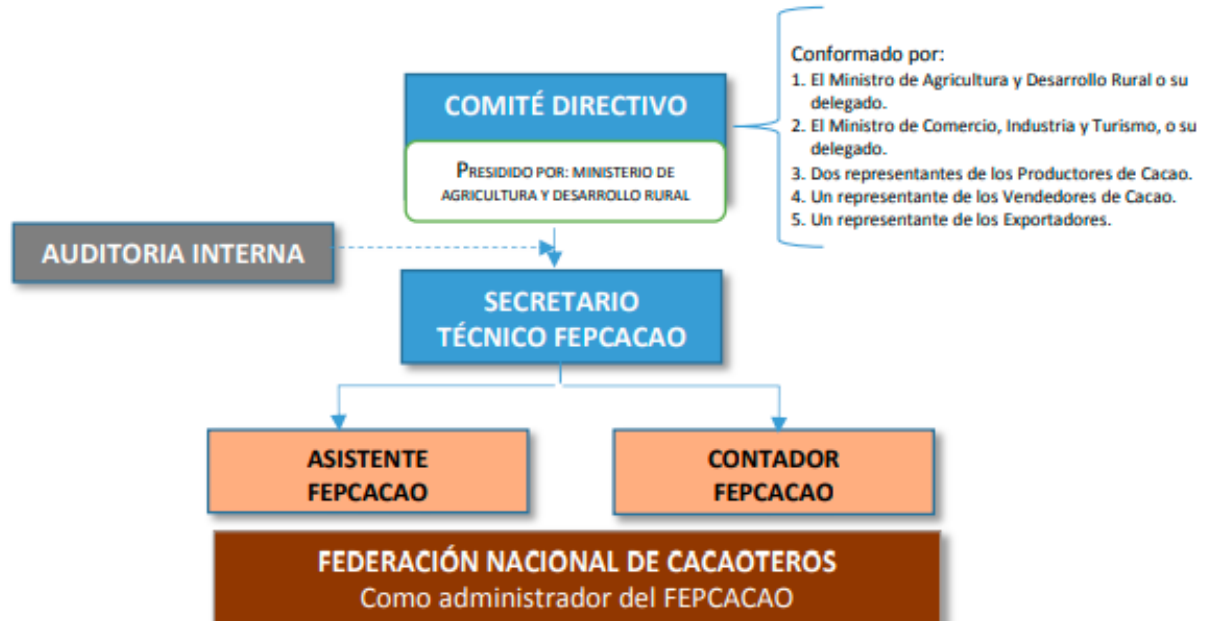 COMITÉ DIRECTIVO
PRESIDIDO POR: MINISTERIO DE
AGRICULTURA Y DESARROLLO RURAL
Conformado por:
1. El Ministro de Agricultura y Desarrollo Rural o su
delegado.
2. El Ministro de Comercio, Industria y Turismo, o su
delegado.
3. Dos representantes de los Productores de Cacao.
4. Un representante de los Vendedores de Cacao.
5. Un representante de los Exportadores.
AUDITORIA INTERNA
SECRETARIO
TÉCNICO FEPCACAO
ASISTENTE
FEPCACAO
CONTADOR
FEPCACAO
FEDERACIÓN NACIONAL DE CACAOTEROS
Como administrador del FEPCACAO